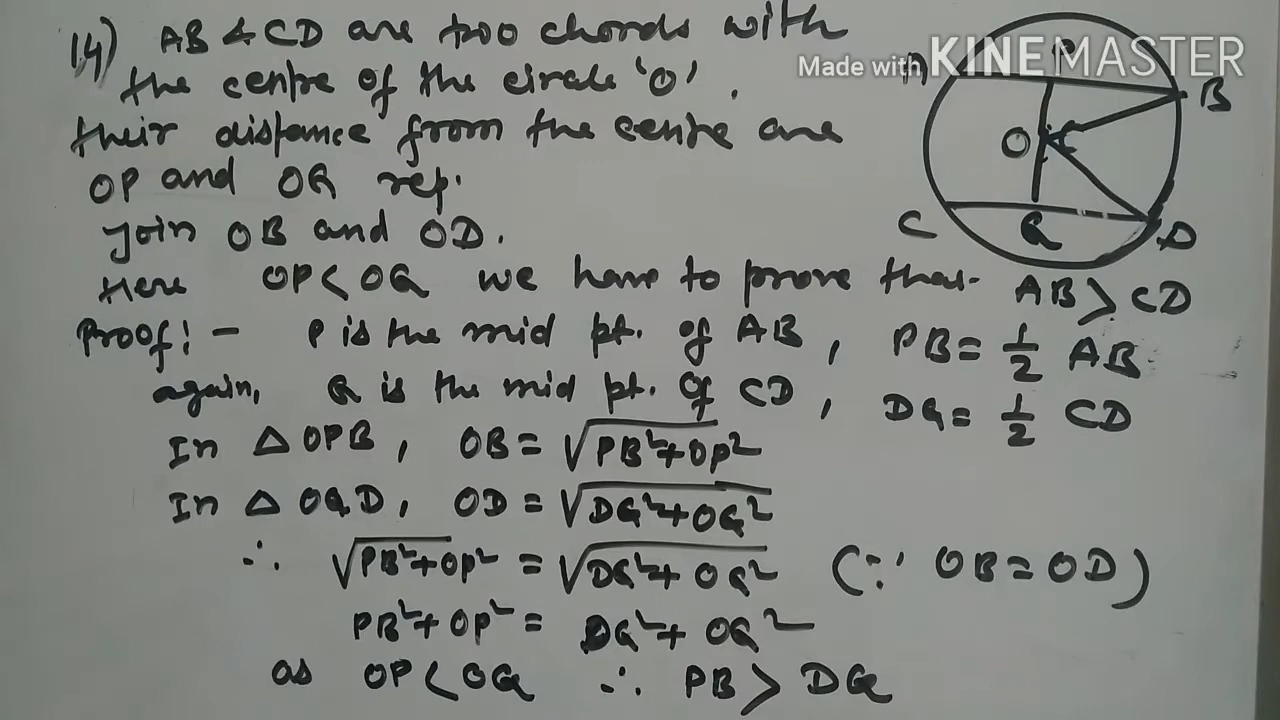 14) AB & CD are two chords with
the centre of the circle 'O'.
their distance from the centre are
OP and OQ rep.
join OB and OD.
Here OP < OQ we have to prove that AB > CD
Proof:- P is the mid pt. of AB, PB = 1/2 AB
again, Q is the mid pt. of CD, DQ = 1/2 CD
In △ OPB, OB = √PB²+OP²
In △ OQD, OD = √DQ²+OQ²
∴ √PB²+OP² = √DQ²+OQ² (∵ OB = OD)
PB²+OP² = DQ²+OQ²
as OP < OQ ∴ PB > DQ
Made with KINEMASTER
A P B
O
C Q D